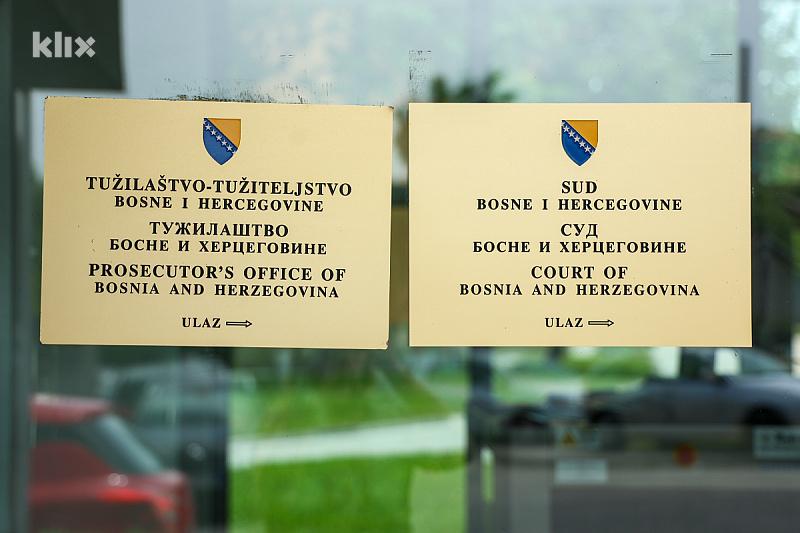 klix
TUŽILAŠTVO-TUŽITELJSTVO
BOSNE I HERCEGOVINE
ТУЖИЛАШТВО
БОСНЕ И ХЕРЦЕГОВИНЕ
PROSECUTOR'S OFFICE OF
BOSNIA AND HERZEGOVINA
ULAZ
SUD
BOSNE I HERCEGOVINE
СУД
БОСНЕ И ХЕРЦЕГОВИНЕ
COURT OF
BOSNIA AND HERZEGOVINA
ULAZ